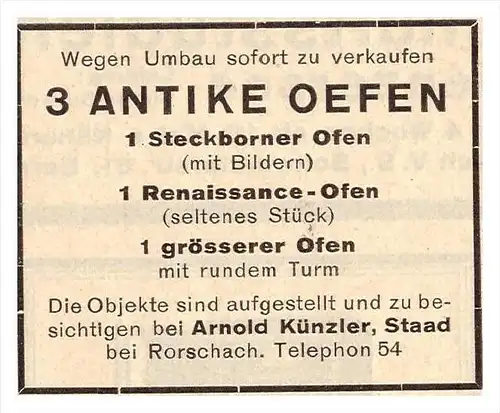 Wegen Umbau sofort zu verkaufen
3 ANTIKE OEFEN
1 Steckborner Ofen
(mit Bildern)
1 Renaissance-Ofen
(seltenes Stück)
1 grösserer Ofen
mit rundem Turm
Die Objekte sind aufgestellt und zu be-
sichtigen bei Arnold Künzler, Staad
bei Rorschach. Telephon 54